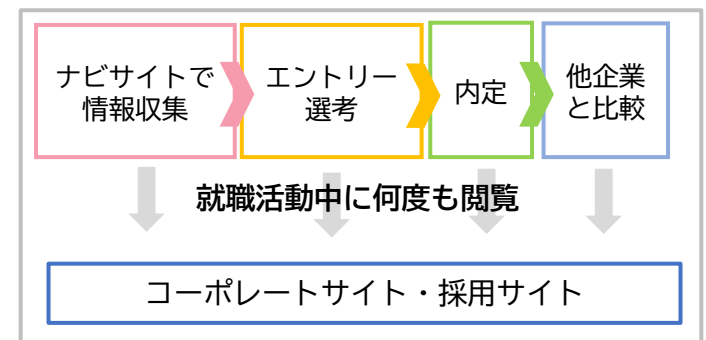 ナビサイトで
情報収集
エントリー
選考
内定
他企業
と比較
就職活動中に何度も閲覧
コーポレートサイト・採用サイト